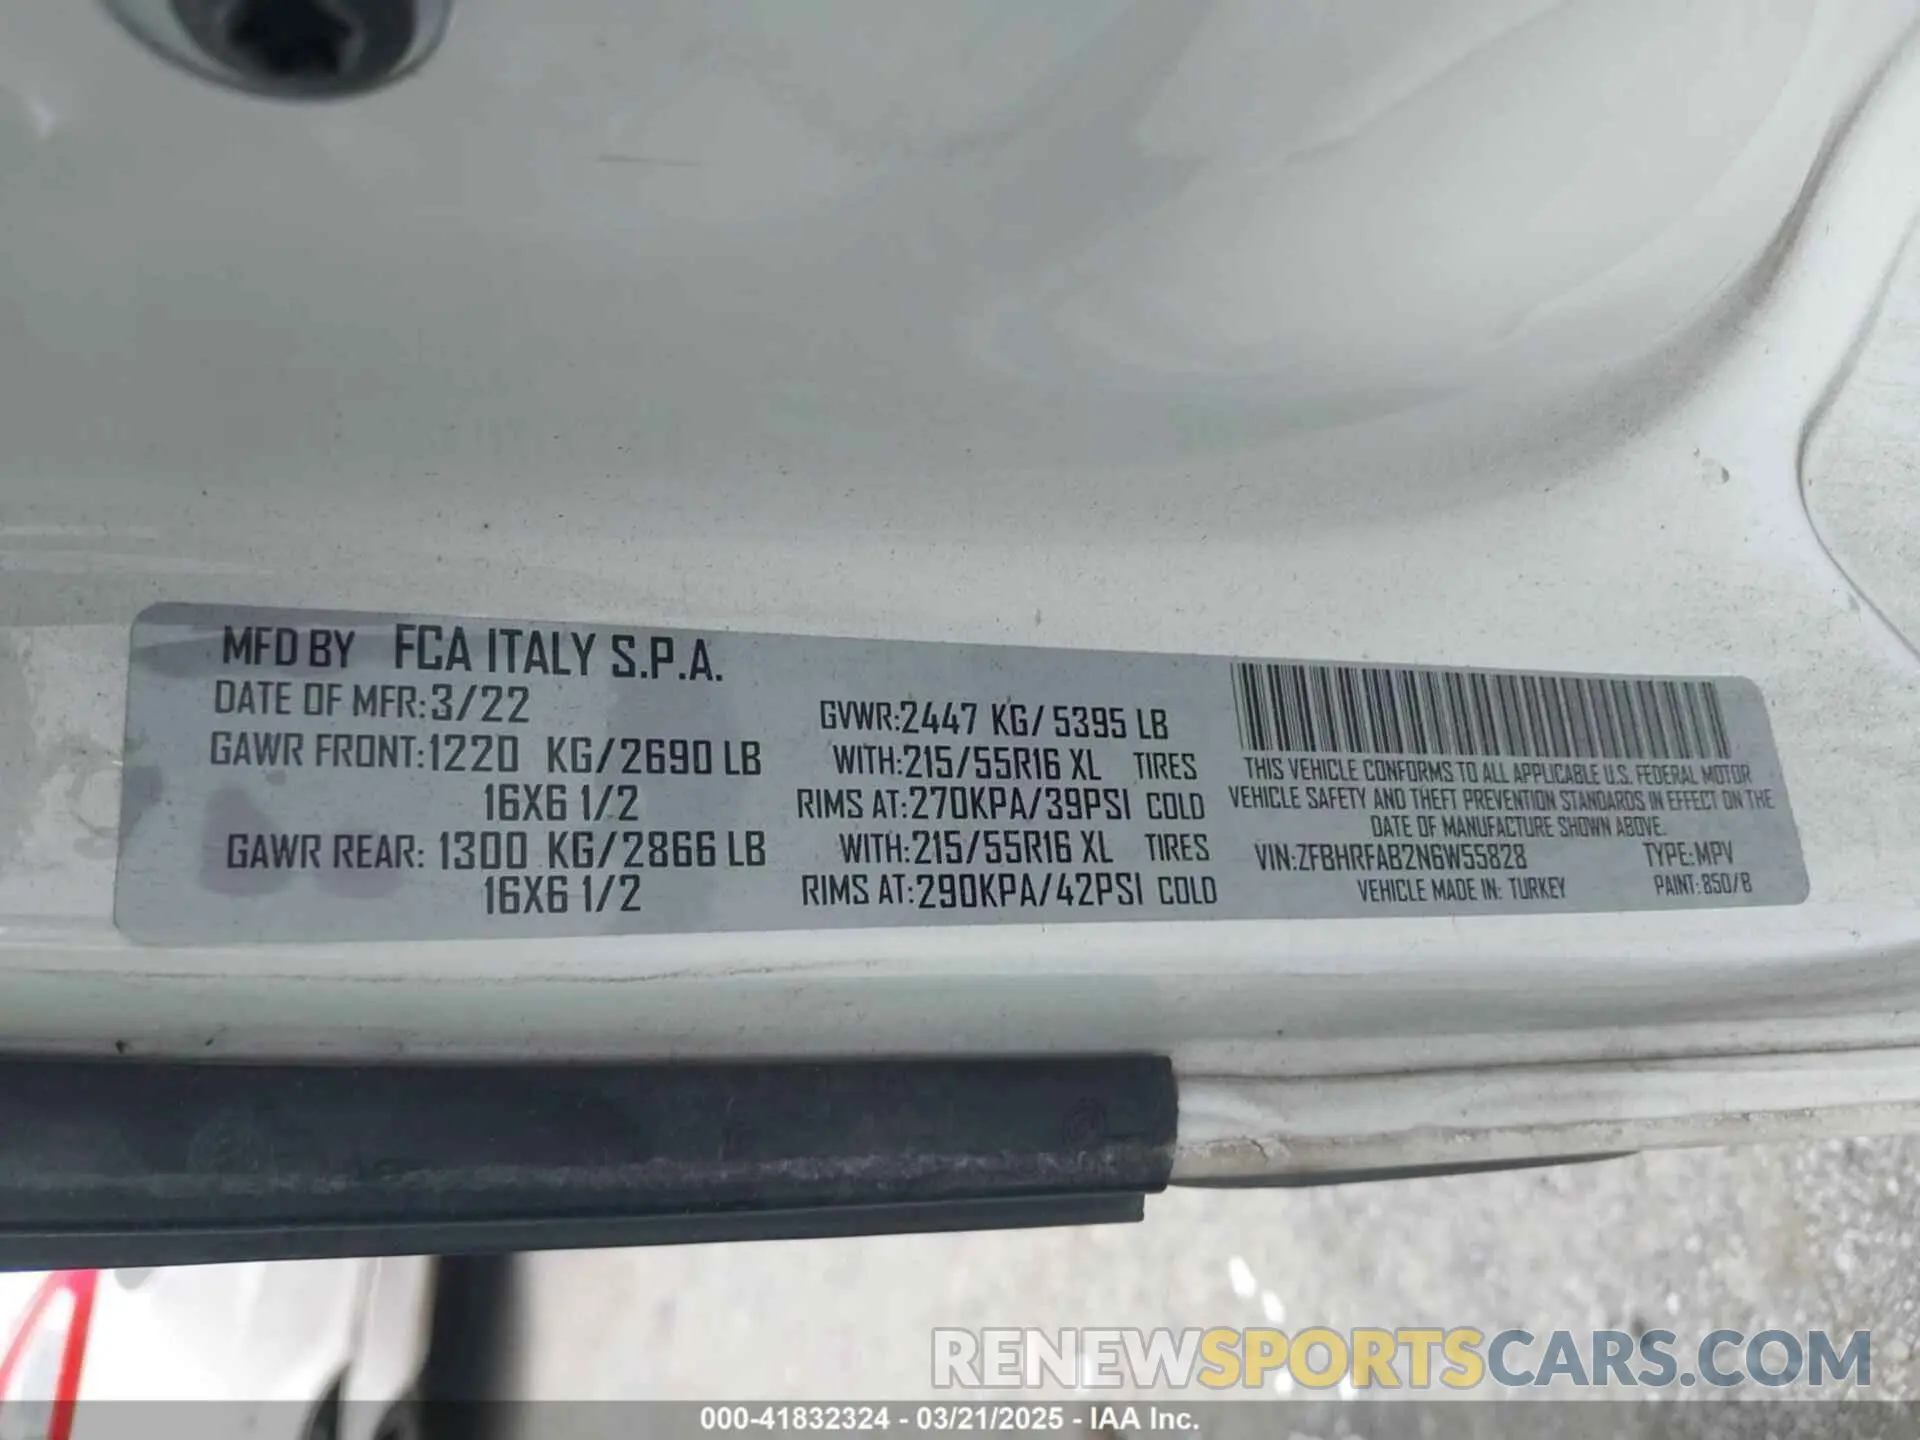 MFD BY FCA ITALY S.P.A.
DATE OF MFR:3/22
GAWR FRONT:1220 KG/2690 LB
16X6 1/2
GAWR REAR: 1300 KG/2866 LB
16X6 1/2
GVWR:2447 KG/5395 LB
WITH:215/55R16 XL TIRES
RIMS AT:270KPA/39PSI COLD
WITH:215/55R16 XL TIRES
RIMS AT:290KPA/42PSI COLD
THIS VEHICLE CONFORMS TO ALL APPLICABLE U.S. FEDERAL MOTOR
VEHICLE SAFETY AND THEFT PREVENTION STANDARDS IN EFFECT ON THE
DATE OF MANUFACTURE SHOWN ABOVE.
VIN:ZFBHRFAB2N6W55828 TYPE:MPV
VEHICLE MADE IN: TURKEY PAINT:850/B
RENEWSPORTSCARS.COM
000-41832324 - 03/21/2025 - IAA Inc.